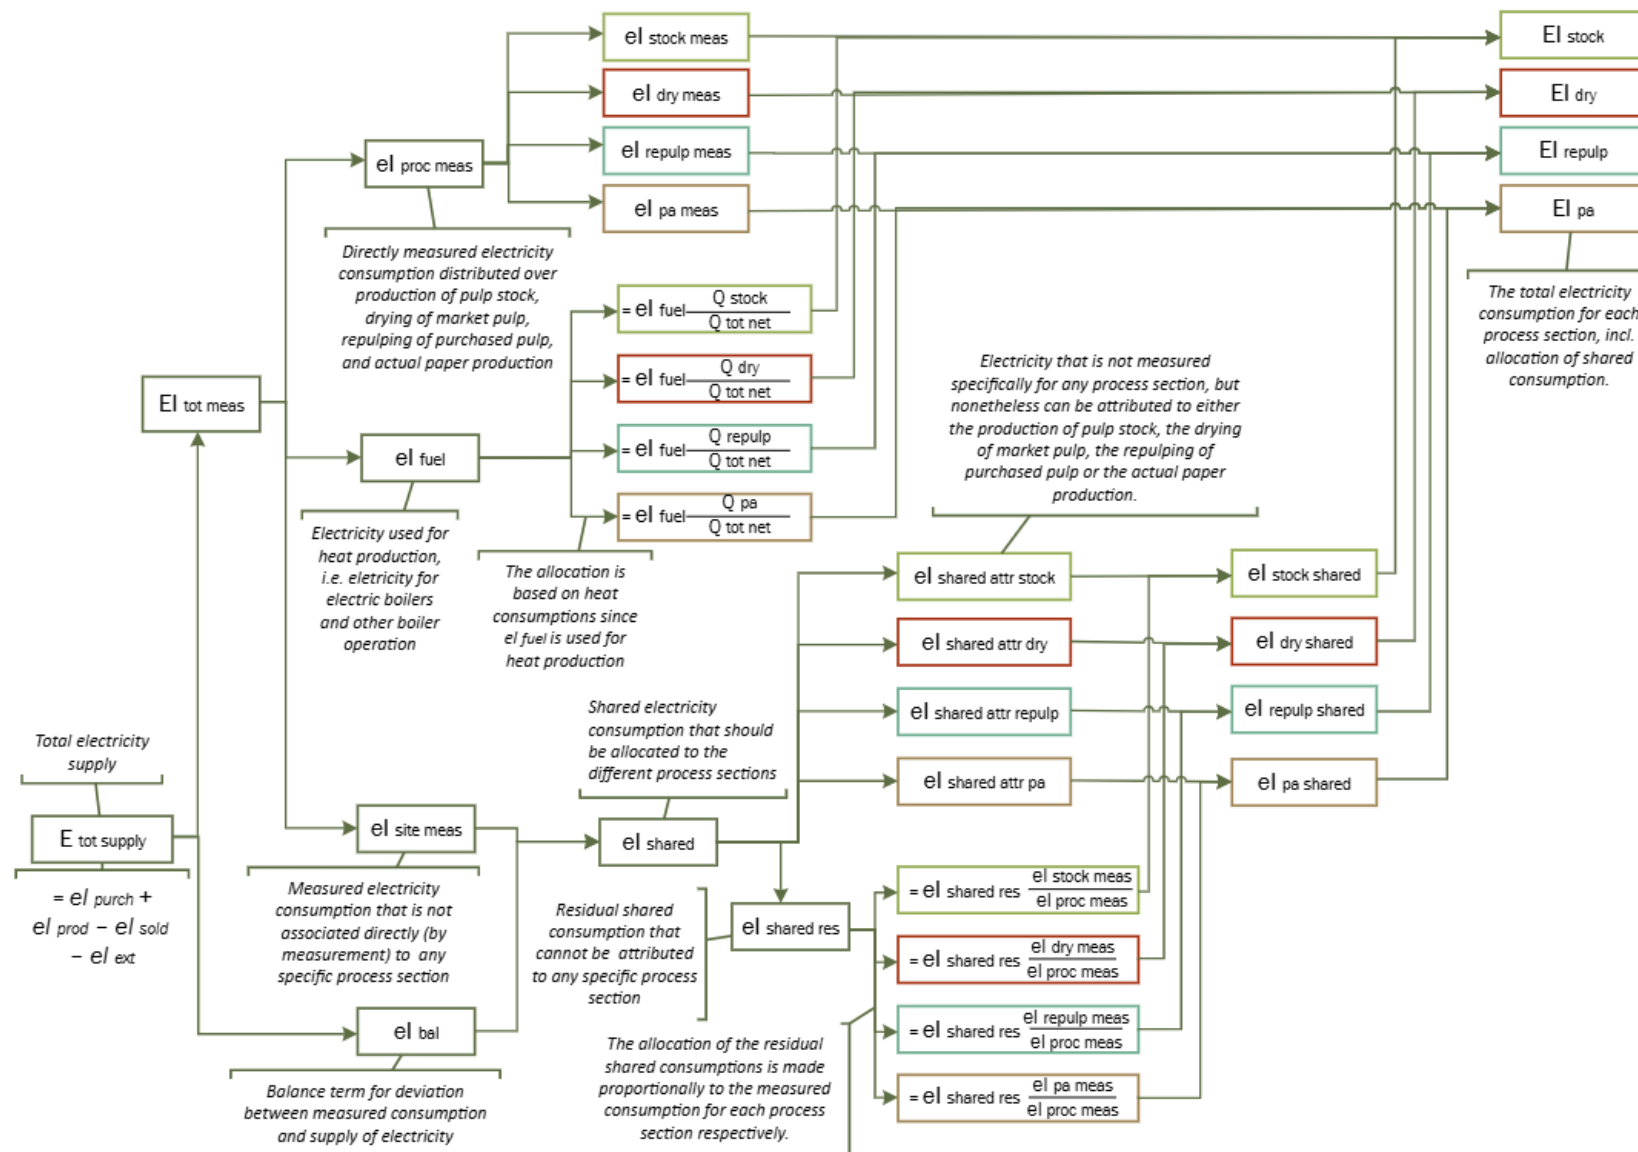 el stock meas
El stock
el dry meas
El dry
el proc meas
el repulp meas
El repulp
el pa meas
El pa
Directly measured electricity
consumption distributed over
production of pulp stock,
drying of market pulp,
repulping of purchased pulp,
and actual paper production
The total electricity
consumption for each
process section, incl.
allocation of shared
consumption.
= el fuel Q stock
Q tot net
= el fuel Q dry
Q tot net
= el fuel Q repulp
Q tot net
= el fuel Q pa
Q tot net
El tot meas
el fuel
Electricity used for
heat production,
i.e. eletricity for
electric boilers
and other boiler
operation
The allocation is
based on heat
consumptions since
el fuel is used for
heat production
Electricity that is not measured
specifically for any process section, but
nonetheless can be attributed to either
the production of pulp stock, the drying
of market pulp, the repulping of
purchased pulp or the actual paper
production.
el shared attr stock
el stock shared
el shared attr dry
el dry shared
el shared attr repulp
el repulp shared
el shared attr pa
el pa shared
Shared electricity
consumption that should
be allocated to the
different process sections
Total electricity
supply
E tot supply
= el purch +
el prod – el sold
– el ext
el site meas
el shared
Measured electricity
consumption that is not
associated directly (by
measurement) to any
specific process section
Residual shared
consumption that
cannot be attributed
to any specific process
section
el shared res
= el shared res el stock meas
el proc meas
= el shared res el dry meas
el proc meas
= el shared res el repulp meas
el proc meas
= el shared res el pa meas
el proc meas
el bal
Balance term for deviation
between measured consumption
and supply of electricity
The allocation of the residual
shared consumptions is made
proportionally to the measured
consumption for each process
section respectively.